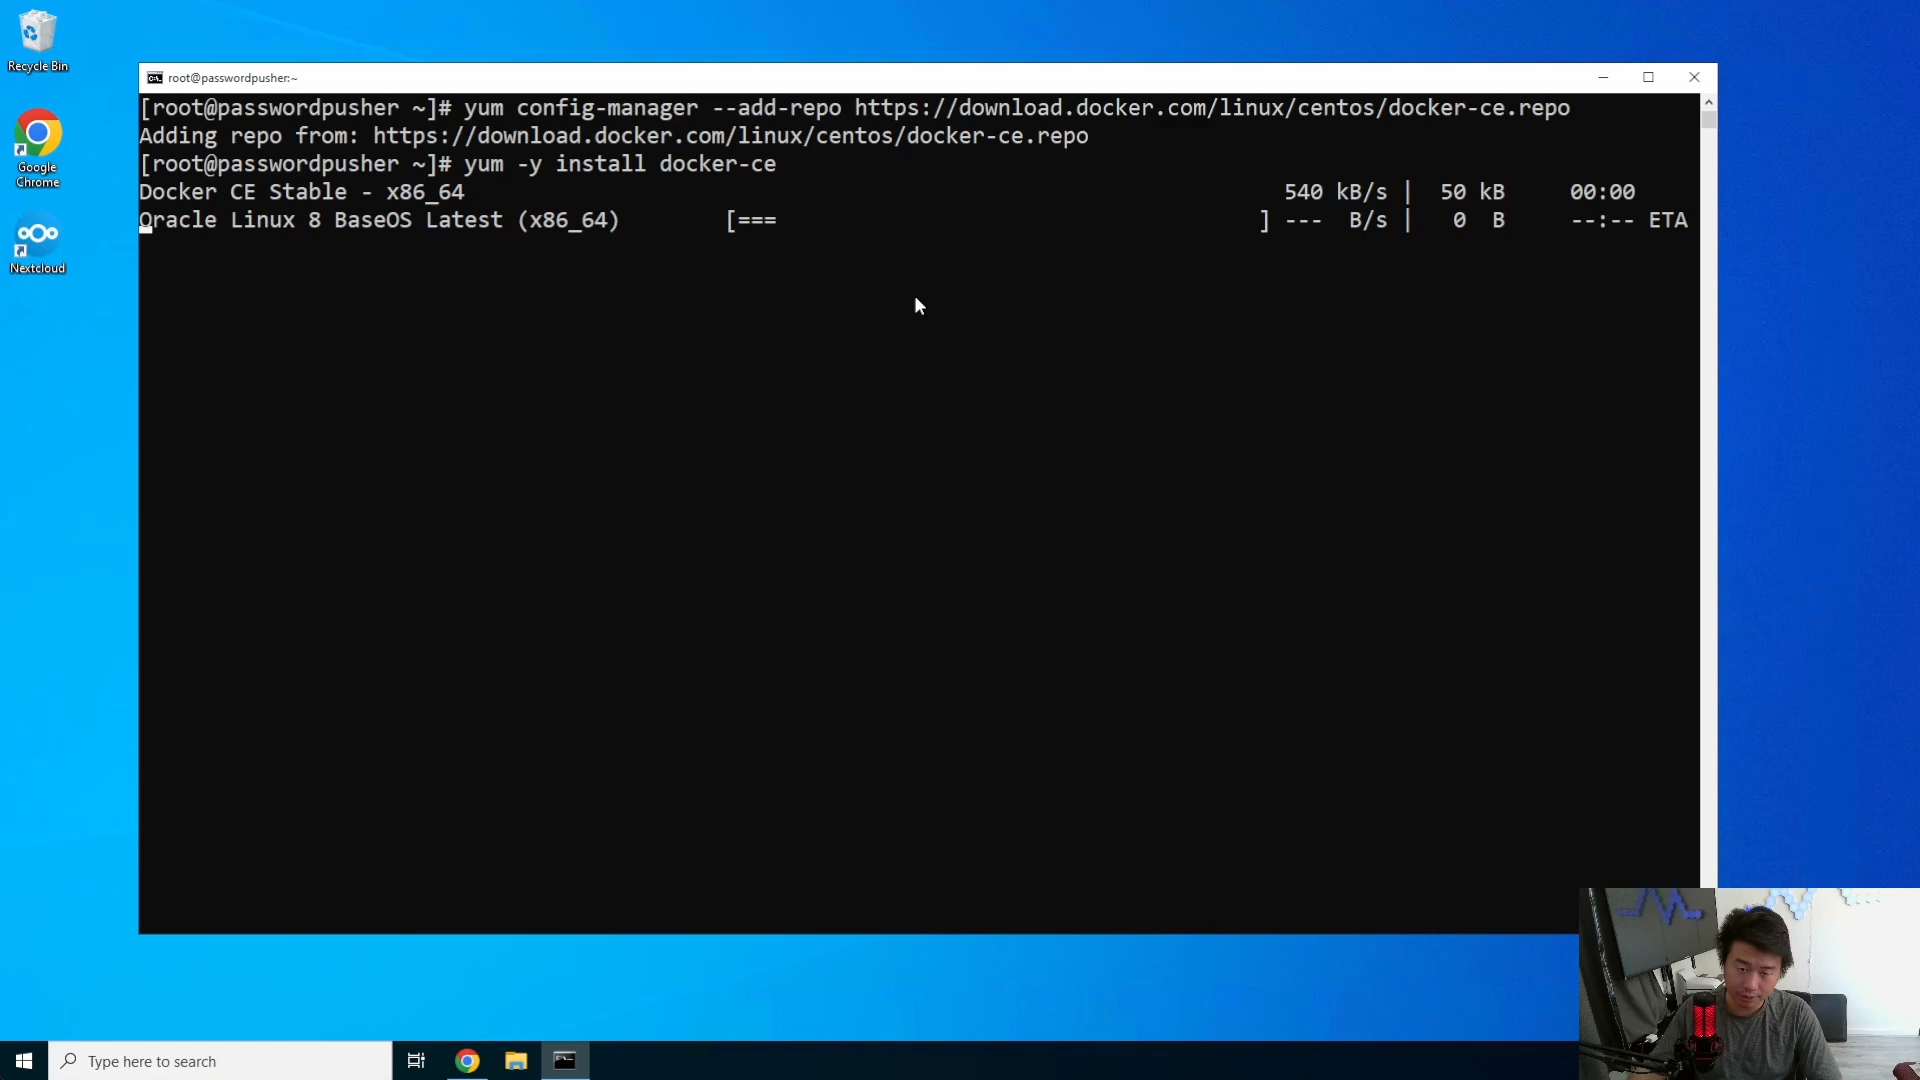 Recycle Bin
Google
Chrome
Nextcloud
root@passwordpusher:~
[root@passwordpusher ~]# yum config-manager --add-repo https://download.docker.com/linux/centos/docker-ce.repo
Adding repo from: https://download.docker.com/linux/centos/docker-ce.repo
[root@passwordpusher ~]# yum -y install docker-ce
Docker CE Stable - x86_64 540 kB/s | 50 kB 00:00
Oracle Linux 8 BaseOS Latest (x86_64) [=== ] --- B/s | 0 B --:-- ETA
Type here to search